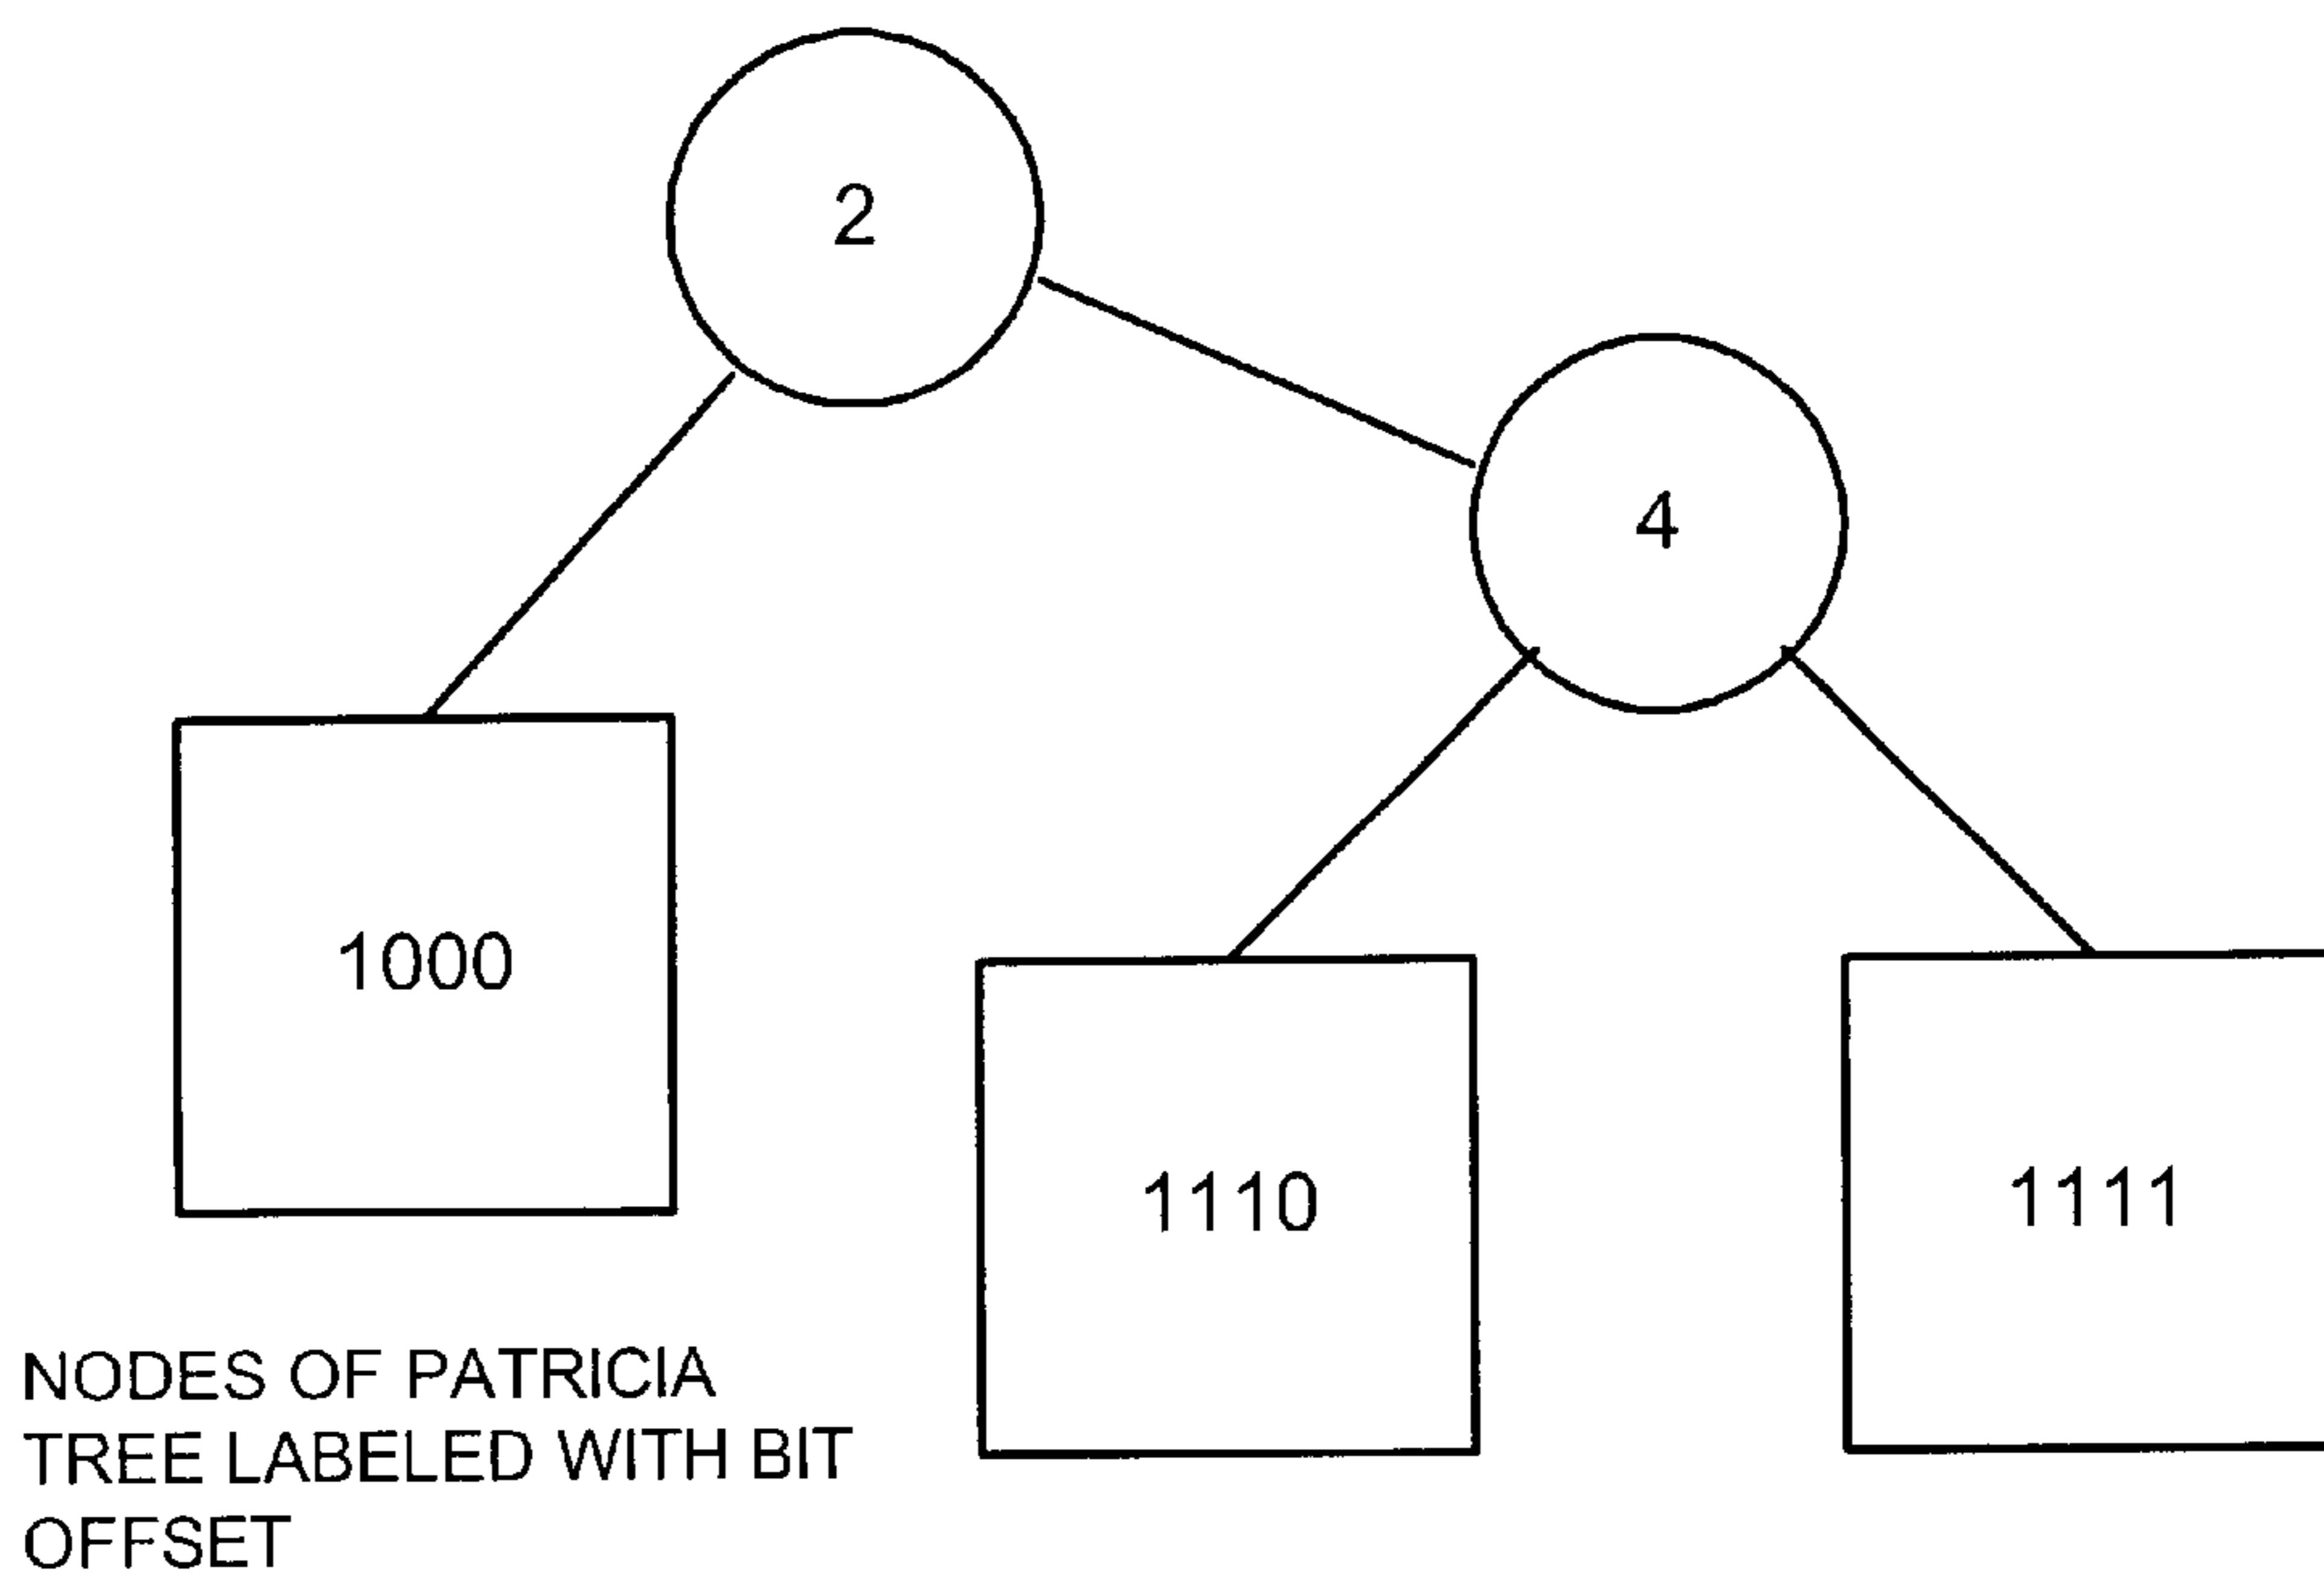 2
4
1000
1110
1111
NODES OF PATRICIA
TREE LABELED WITH BIT
OFFSET